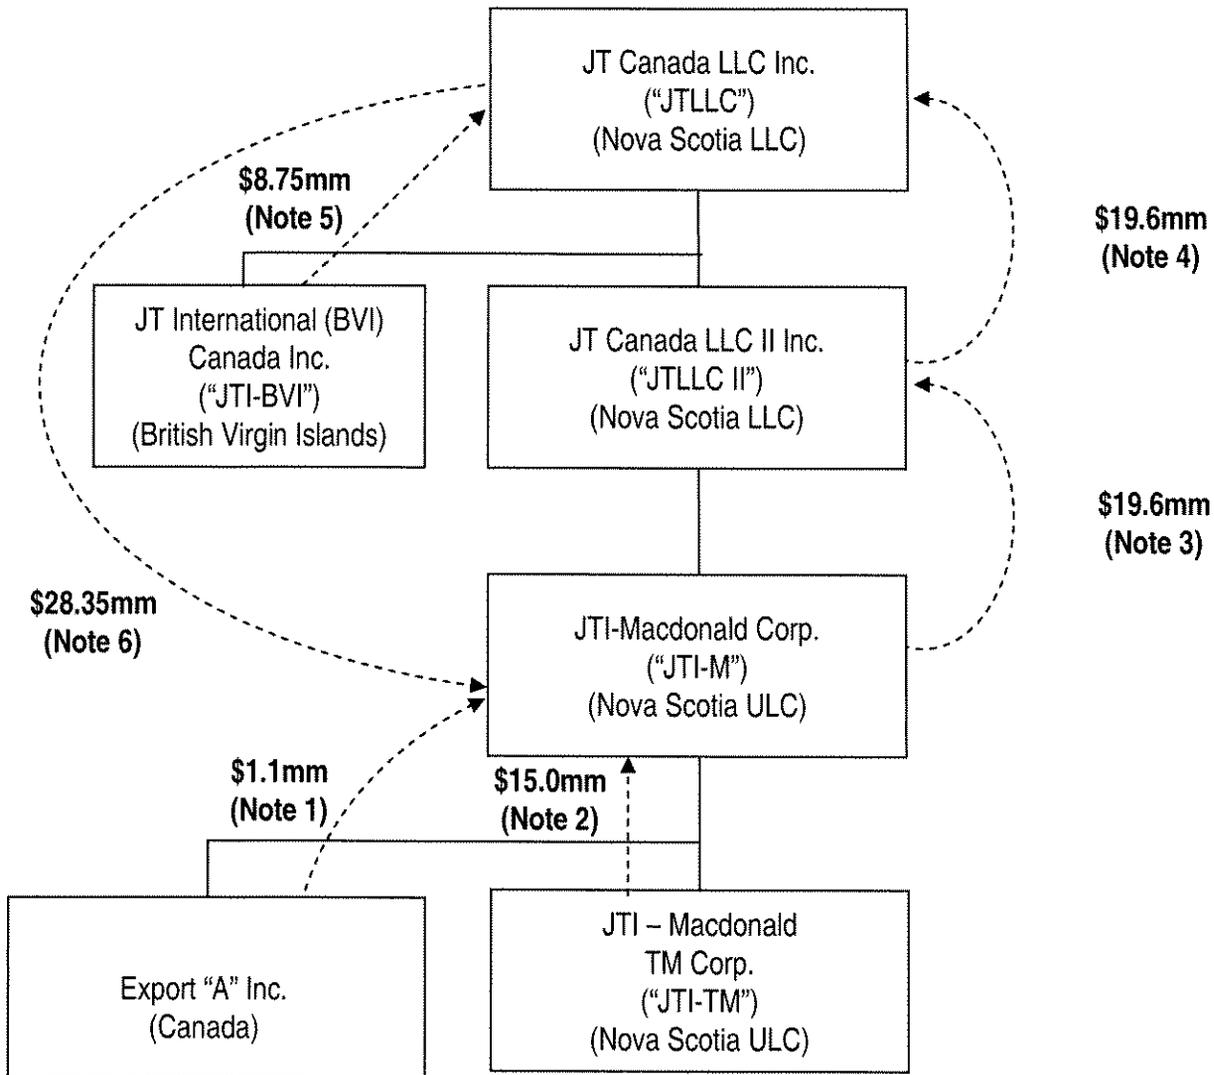 JT Canada LLC Inc.
("JTLLC")
(Nova Scotia LLC)
$8.75mm
(Note 5)
$19.6mm
(Note 4)
JT International (BVI)
Canada Inc.
("JTI-BVI")
(British Virgin Islands)
JT Canada LLC II Inc.
("JTLLC II")
(Nova Scotia LLC)
$19.6mm
(Note 3)
$28.35mm
(Note 6)
JTI-Macdonald Corp.
("JTI-M")
(Nova Scotia ULC)
$1.1mm
(Note 1)
$15.0mm
(Note 2)
Export "A" Inc.
(Canada)
JTI – Macdonald
TM Corp.
("JTI-TM")
(Nova Scotia ULC)